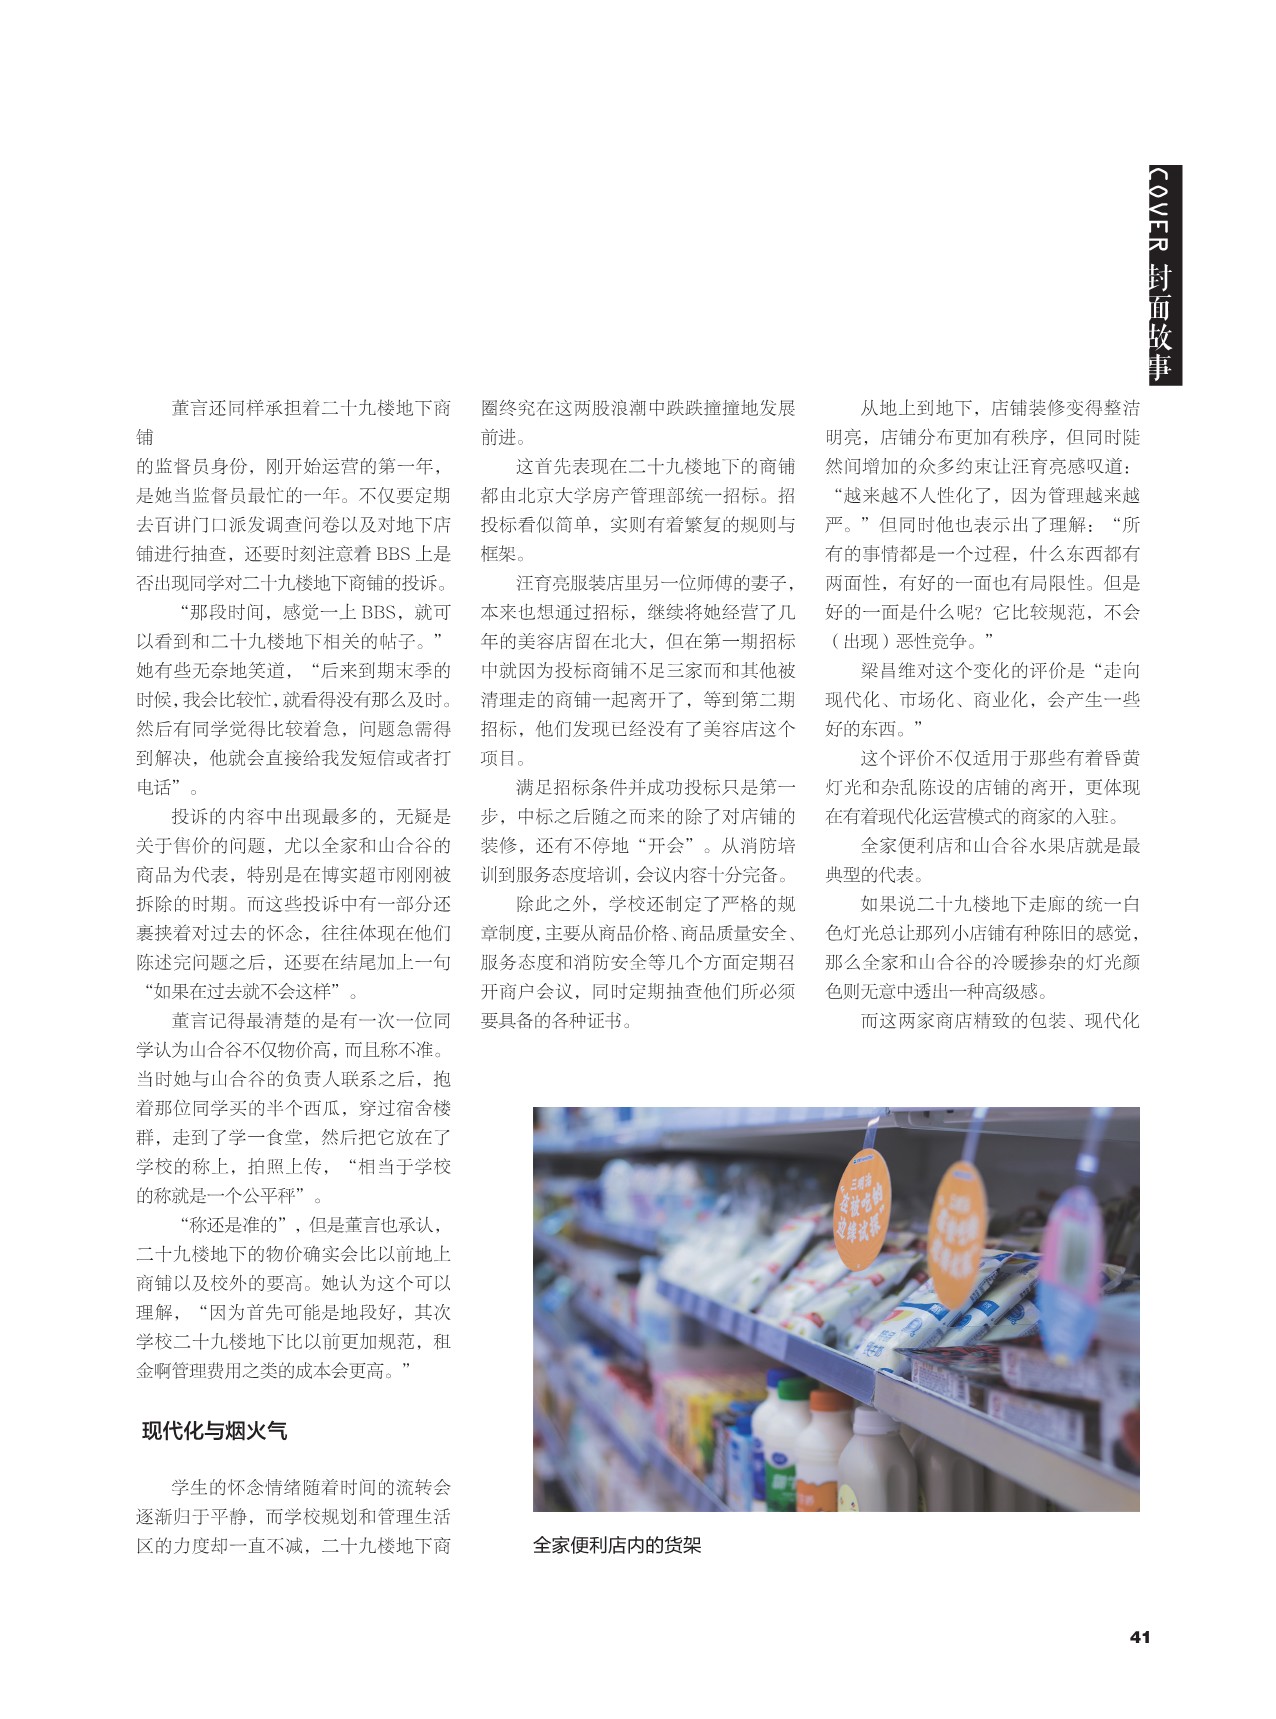 COVER 封面故事
董言还同样承担着二十九楼地下商
铺
的监督员身份，刚开始运营的第一年，
是她当监督员最忙的一年。不仅要定期
去百讲门口派发调查问卷以及对地下店
铺进行抽查，还要时刻注意着 BBS 上是
否出现同学对二十九楼地下商铺的投诉。
“那段时间，感觉一上 BBS，就可
以看到和二十九楼地下相关的帖子。”
她有些无奈地笑道，“后来到期末季的
时候，我会比较忙，就看得没有那么及时。
然后有同学觉得比较着急，问题急需得
到解决，他就会直接给我发短信或者打
电话”。
投诉的内容中出现最多的，无疑是
关于售价的问题，尤以全家和山合谷的
商品为代表，特别是在博实超市刚刚被
拆除的时期。而这些投诉中有一部分还
裹挟着对过去的怀念，往往体现在他们
陈述完问题之后，还要在结尾加上一句
“如果在过去就不会这样”。
董言记得最清楚的是有一次一位同
学认为山合谷不仅物价高，而且称不准。
当时她与山合谷的负责人联系之后，抱
着那位同学买的半个西瓜，穿过宿舍楼
群，走到了学一食堂，然后把它放在了
学校的称上，拍照上传，“相当于学校
的称就是一个公平秤”。
“称还是准的”，但是董言也承认，
二十九楼地下的物价确实会比以前地上
商铺以及校外的要高。她认为这个可以
理解，“因为首先可能是地段好，其次
学校二十九楼地下比以前更加规范，租
金啊管理费用之类的成本会更高。”
现代化与烟火气
学生的怀念情绪随着时间的流转会
逐渐归于平静，而学校规划和管理生活
区的力度却一直不减，二十九楼地下商
圈终究在这两股浪潮中跌跌撞撞地发展
前进。
这首先表现在二十九楼地下的商铺
都由北京大学房产管理部统一招标。招
投标看似简单，实则有着繁复的规则与
框架。
汪育亮服装店里另一位师傅的妻子，
本来也想通过招标，继续将她经营了几
年的美容店留在北大，但在第一期招标
中就因为投标商铺不足三家而和其他被
清理走的商铺一起离开了，等到第二期
招标，他们发现已经没有了美容店这个
项目。
满足招标条件并成功投标只是第一
步，中标之后随之而来的除了对店铺的
装修，还有不停地“开会”。从消防培
训到服务态度培训，会议内容十分完备。
除此之外，学校还制定了严格的规
章制度，主要从商品价格、商品质量安全、
服务态度和消防安全等几个方面定期召
开商户会议，同时定期抽查他们所必须
要具备的各种证书。
从地上到地下，店铺装修变得整洁
明亮，店铺分布更加有秩序，但同时陡
然间增加的众多约束让汪育亮感叹道：
“越来越不人性化了，因为管理越来越
严。”但同时他也表示出了理解：“所
有的事情都是一个过程，什么东西都有
两面性，有好的一面也有局限性。但是
好的一面是什么呢？它比较规范，不会
（出现）恶性竞争。”
梁昌维对这个变化的评价是“走向
现代化、市场化、商业化，会产生一些
好的东西。”
这个评价不仅适用于那些有着昏黄
灯光和杂乱陈设的店铺的离开，更体现
在有着现代化运营模式的商家的入驻。
全家便利店和山合谷水果店就是最
典型的代表。
如果说二十九楼地下走廊的统一白
色灯光总让那列小店铺有种陈旧的感觉，
那么全家和山合谷的冷暖掺杂的灯光颜
色则无意中透出一种高级感。
而这两家商店精致的包装、现代化
三明治
“在被吃的
边缘试探”
全家便利店内的货架
41